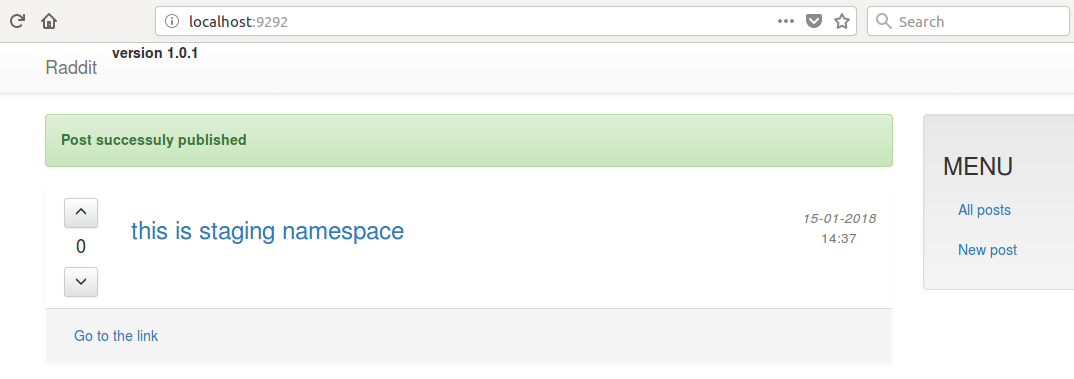 localhost:9292
Search
Raddit
version 1.0.1
Post successuly published
this is staging namespace
0
15-01-2018
14:37
Go to the link
MENU
All posts
New post